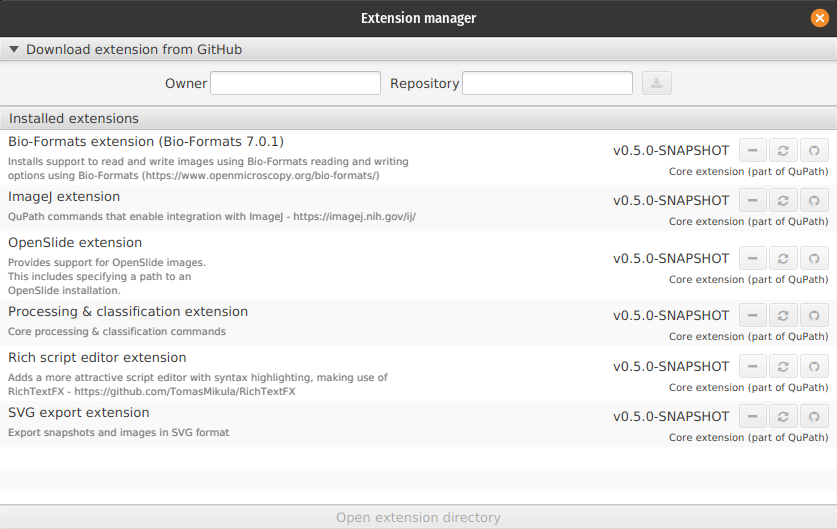 Extension manager
Download extension from GitHub
Owner
Repository
Installed extensions
Bio-Formats extension (Bio-Formats 7.0.1)
Installs support to read and write images using Bio-Formats reading and writing
options using Bio-Formats (https://www.openmicroscopy.org/bio-formats/)
v0.5.0-SNAPSHOT
Core extension (part of QuPath)
ImageJ extension
QuPath commands that enable integration with ImageJ - https://imagej.nih.gov/ij/
v0.5.0-SNAPSHOT
Core extension (part of QuPath)
OpenSlide extension
Provides support for OpenSlide images.
This includes specifying a path to an
OpenSlide installation.
v0.5.0-SNAPSHOT
Core extension (part of QuPath)
Processing & classification extension
Core processing & classification commands
v0.5.0-SNAPSHOT
Core extension (part of QuPath)
Rich script editor extension
Adds a more attractive script editor with syntax highlighting, making use of
RichTextFX - https://github.com/TomasMikula/RichTextFX
v0.5.0-SNAPSHOT
Core extension (part of QuPath)
SVG export extension
Export snapshots and images in SVG format
v0.5.0-SNAPSHOT
Core extension (part of QuPath)
Open extension directory